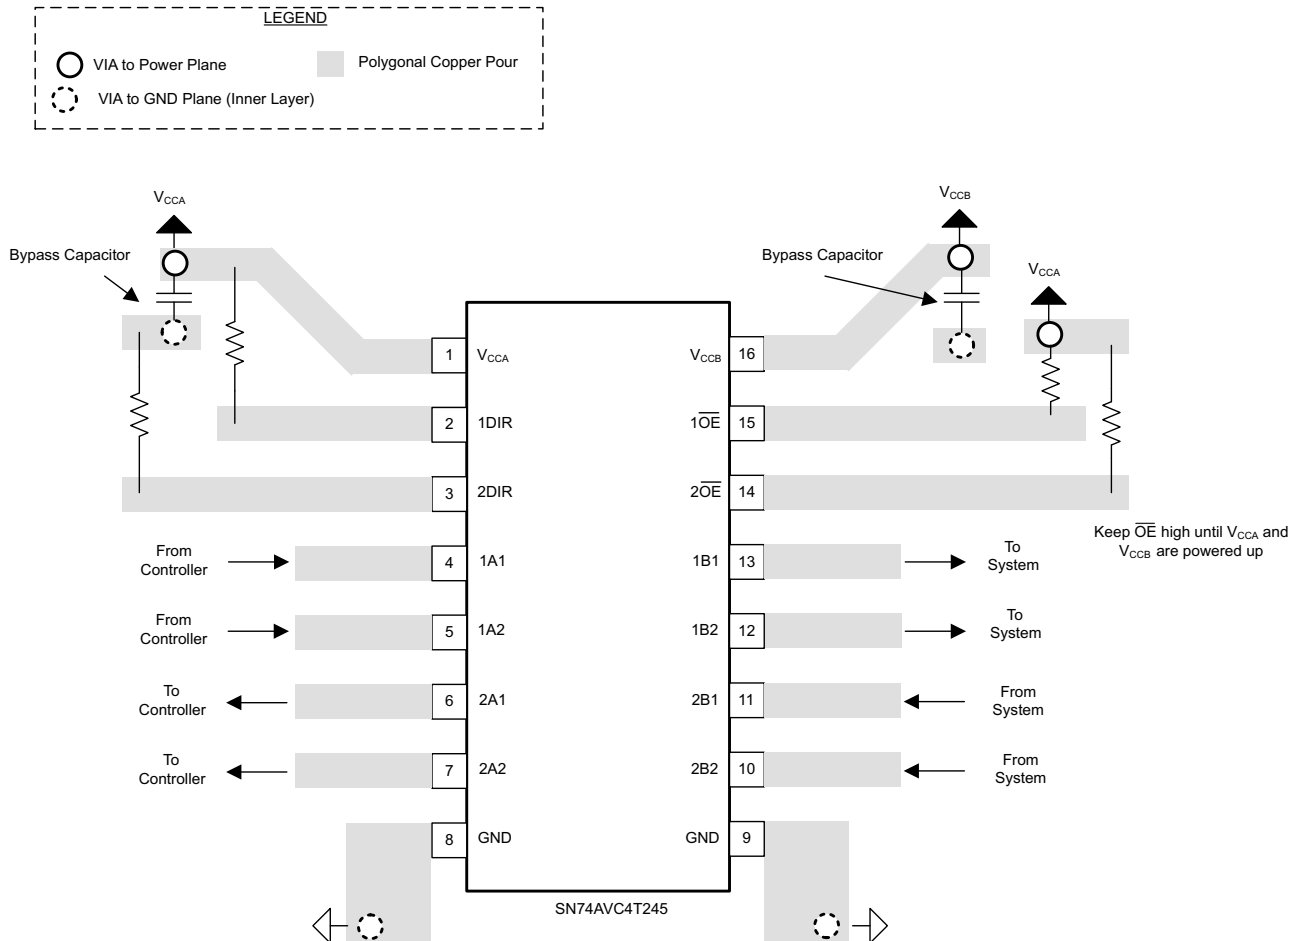 LEGEND
VIA to Power Plane
Polygonal Copper Pour
VIA to GND Plane (Inner Layer)
VCCA
Bypass Capacitor
VCCB
Bypass Capacitor
VCCA
1 VCCA
VCCB 16
2 1DIR
1OE 15
3 2DIR
2OE 14
Keep OE high until VCCA and
VCCB are powered up
From
Controller
4 1A1
1B1 13
To
System
From
Controller
5 1A2
1B2 12
To
System
To
Controller
6 2A1
2B1 11
From
System
To
Controller
7 2A2
2B2 10
From
System
8 GND
GND 9
SN74AVC4T245